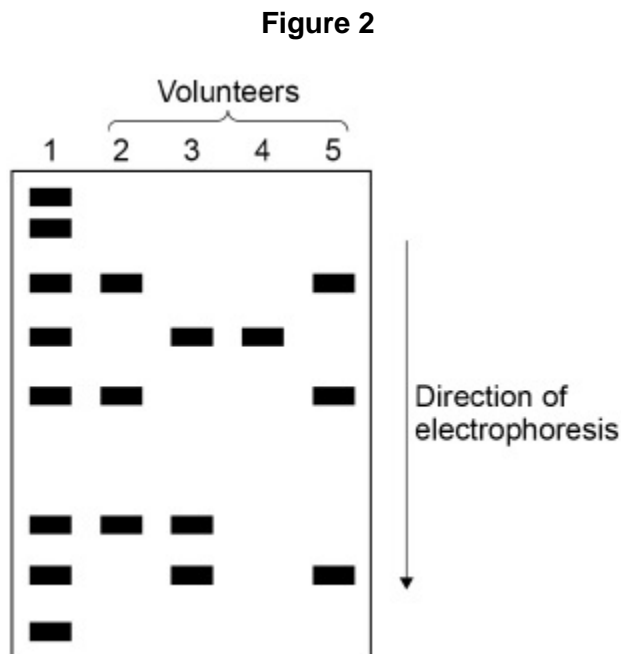 Figure 2
Volunteers
1 2 3 4 5
Direction of
electrophoresis